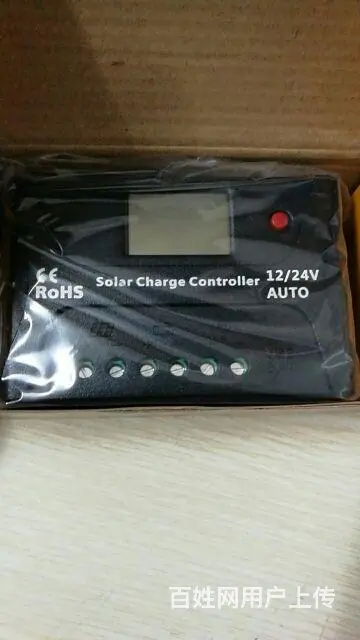 CE
RoHS
Solar Charge Controller
12/24V
AUTO
百姓网用户上传